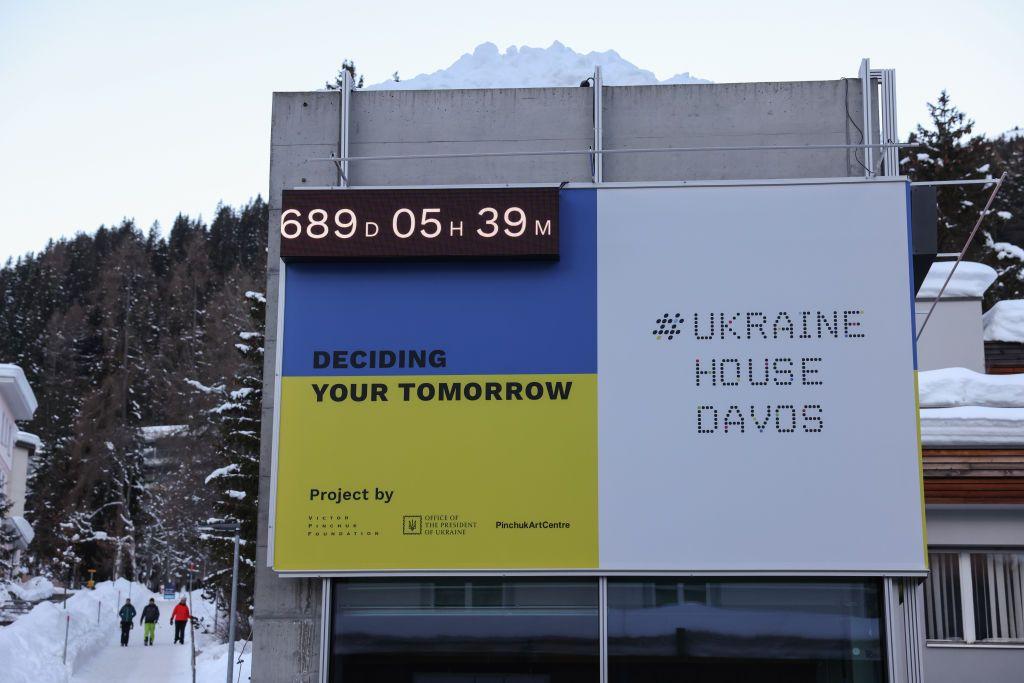 689 D 05 H 39 M
DECIDING
YOUR TOMORROW
#UKRAINE
HOUSE
DAVOS
Project by
VICTOR
PINCHUK
FOUNDATION
OFFICE OF
THE PRESIDENT
OF UKRAINE
PinchukArtCentre